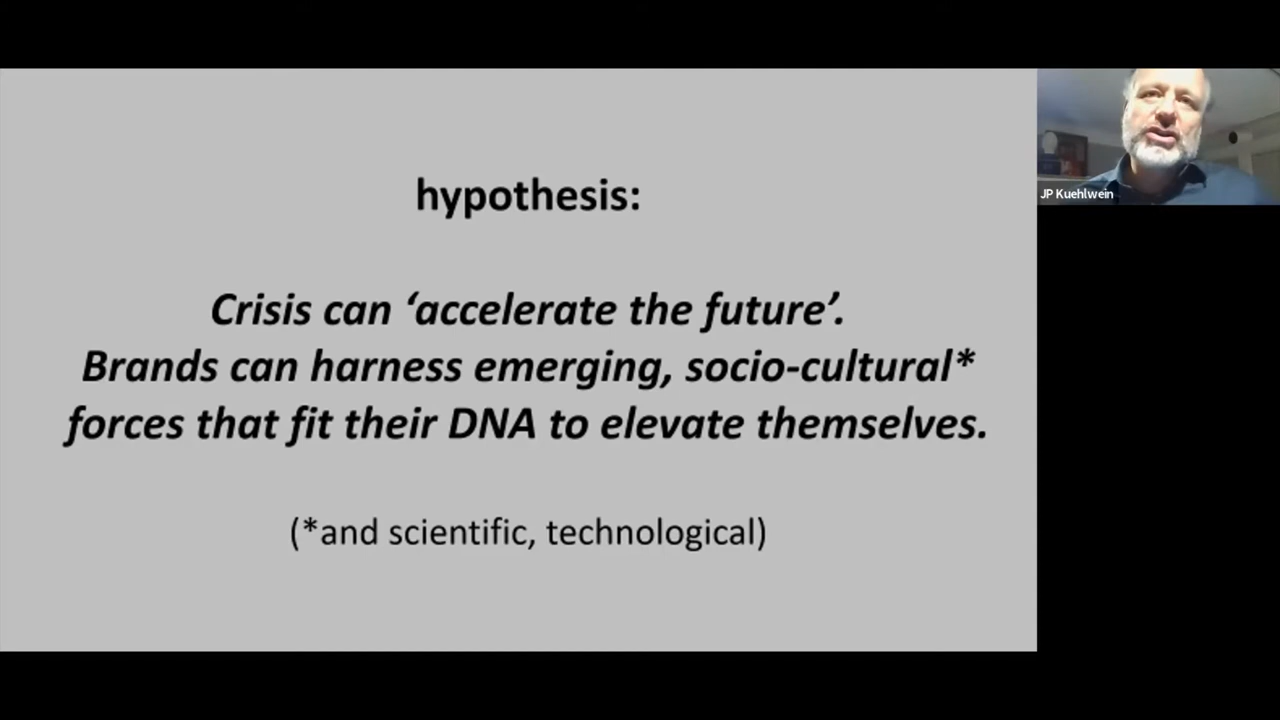 hypothesis:
Crisis can ‘accelerate the future’.
Brands can harness emerging, socio-cultural*
forces that fit their DNA to elevate themselves.
(*and scientific, technological)
JP Kuehlwein